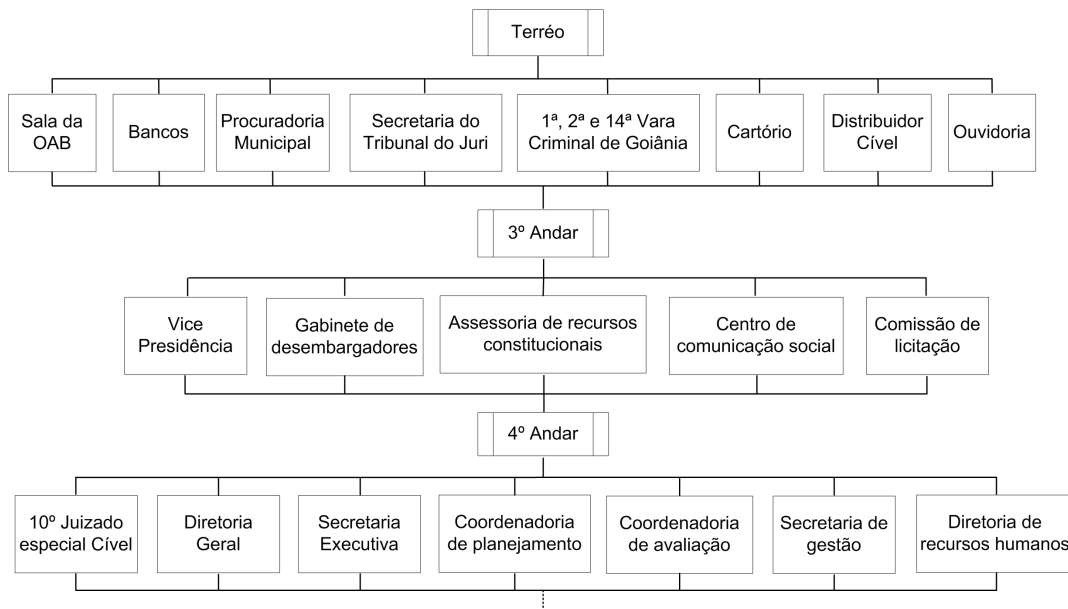 Terréo
Sala da
OAB
Bancos
Procuradoria
Municipal
Secretaria do
Tribunal do Juri
1ª, 2ª e 14ª Vara
Criminal de Goiânia
Cartório
Distribuidor
Cível
Ouvidoria
3º Andar
Vice
Presidência
Gabinete de
desembargadores
Assessoria de recursos
constitucionais
Centro de
comunicação social
Comissão de
licitação
4º Andar
10º Juizado
especial Cível
Diretoria
Geral
Secretaria
Executiva
Coordenadoria
de planejamento
Coordenadoria
de avaliação
Secretaria de
gestão
Diretoria de
recursos humanos